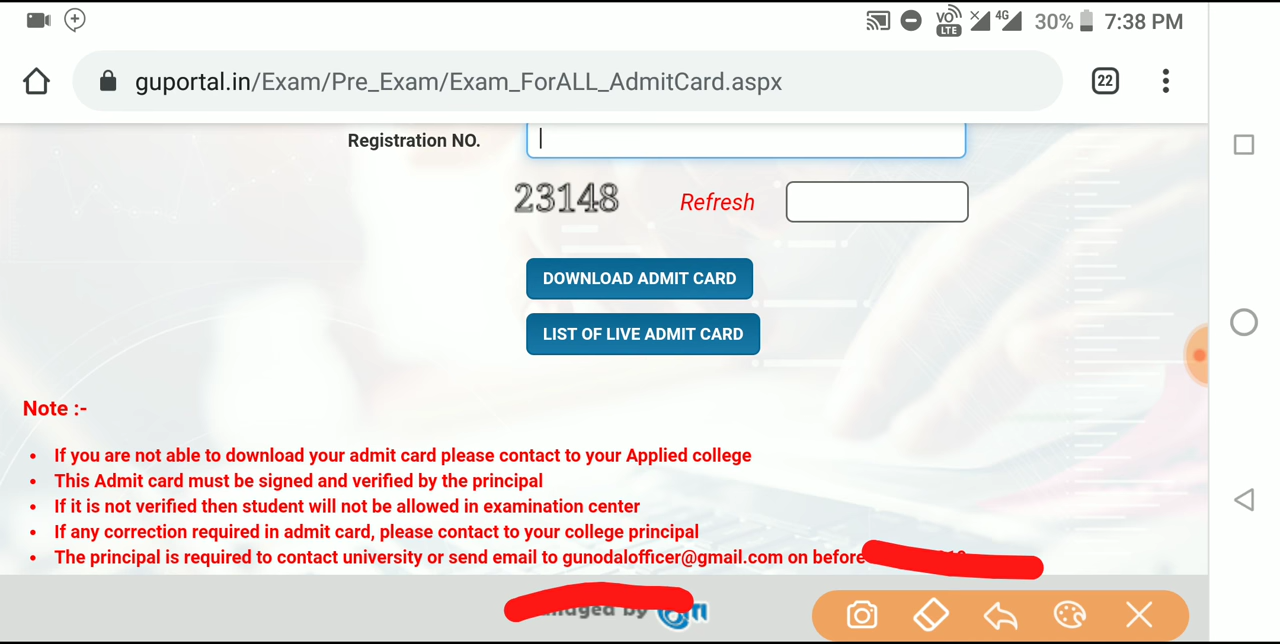 VO LTE 4G 30% 7:38 PM
guportal.in/Exam/Pre_Exam/Exam_ForALL_AdmitCard.aspx 22
Registration NO.
23148 Refresh
DOWNLOAD ADMIT CARD
LIST OF LIVE ADMIT CARD
Note :-
• If you are not able to download your admit card please contact to your Applied college
• This Admit card must be signed and verified by the principal
• If it is not verified then student will not be allowed in examination center
• If any correction required in admit card, please contact to your college principal
• The principal is required to contact university or send email to gunodalofficer@gmail.com on before
by